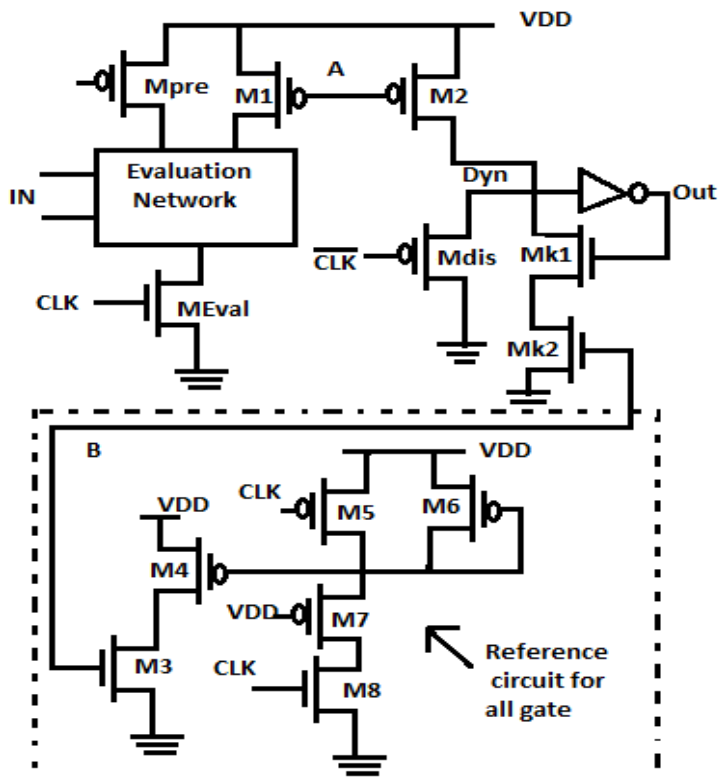 VDD
Mpre
M1
A
M2
Evaluation
Network
IN
Dyn
Out
CLK
Mdis
Mk1
CLK
MEval
Mk2
B
VDD
CLK
M5
M6
VDD
M4
VDD
M7
M3
CLK
M8
Reference
circuit for
all gate